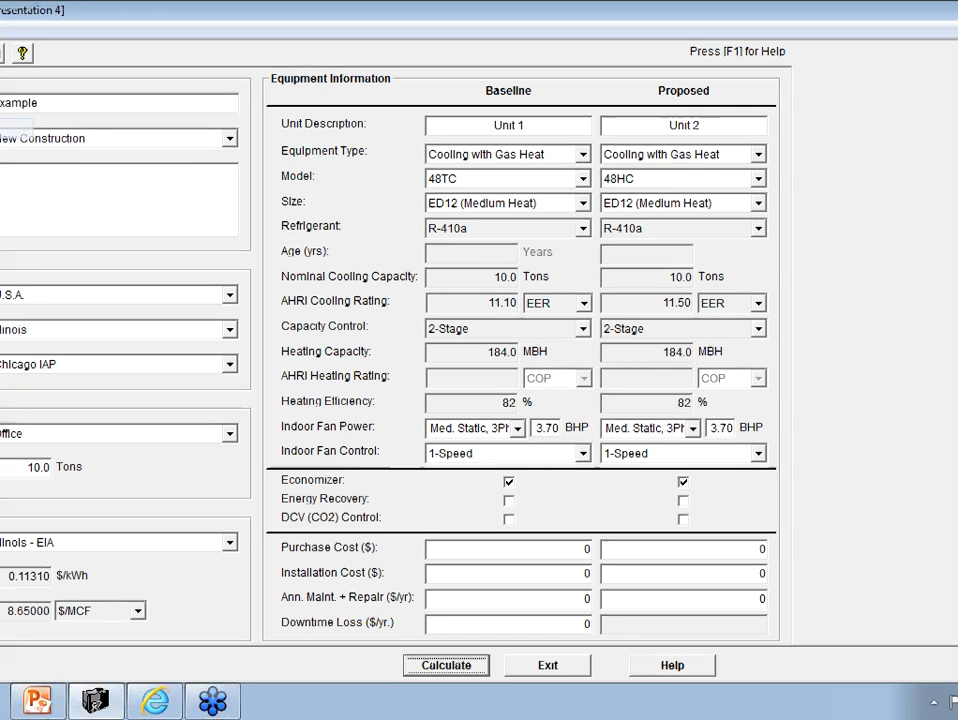 esentation 4]
Press [F1] for Help
Equipment Information
Baseline Proposed
xample
Unit Description: Unit 1 Unit 2
ew Construction
Equipment Type: Cooling with Gas Heat Cooling with Gas Heat
Model: 48TC 48HC
Size: ED12 (Medium Heat) ED12 (Medium Heat)
Refrigerant: R-410a R-410a
Age (yrs): Years
Nominal Cooling Capacity: 10.0 Tons 10.0 Tons
.S.A.
AHRI Cooling Rating: 11.10 EER 11.50 EER
inois
Capacity Control: 2-Stage 2-Stage
Heating Capacity: 184.0 MBH 184.0 MBH
hicago IAP
AHRI Heating Rating: COP COP
Heating Efficiency: 82 % 82 %
Indoor Fan Power: Med. Static, 3Ph 3.70 BHP Med. Static, 3Ph 3.70 BHP
ffice
Indoor Fan Control: 1-Speed 1-Speed
10.0 Tons
Economizer:
Energy Recovery:
DCV (CO2) Control:
linois - EIA
Purchase Cost ($): 0 0
Installation Cost ($): 0 0
0.11310 $/kWh
Ann. Maint. + Repair ($/yr): 0 0
8.65000 $/MCF
Downtime Loss ($/yr.) 0
Calculate Exit Help